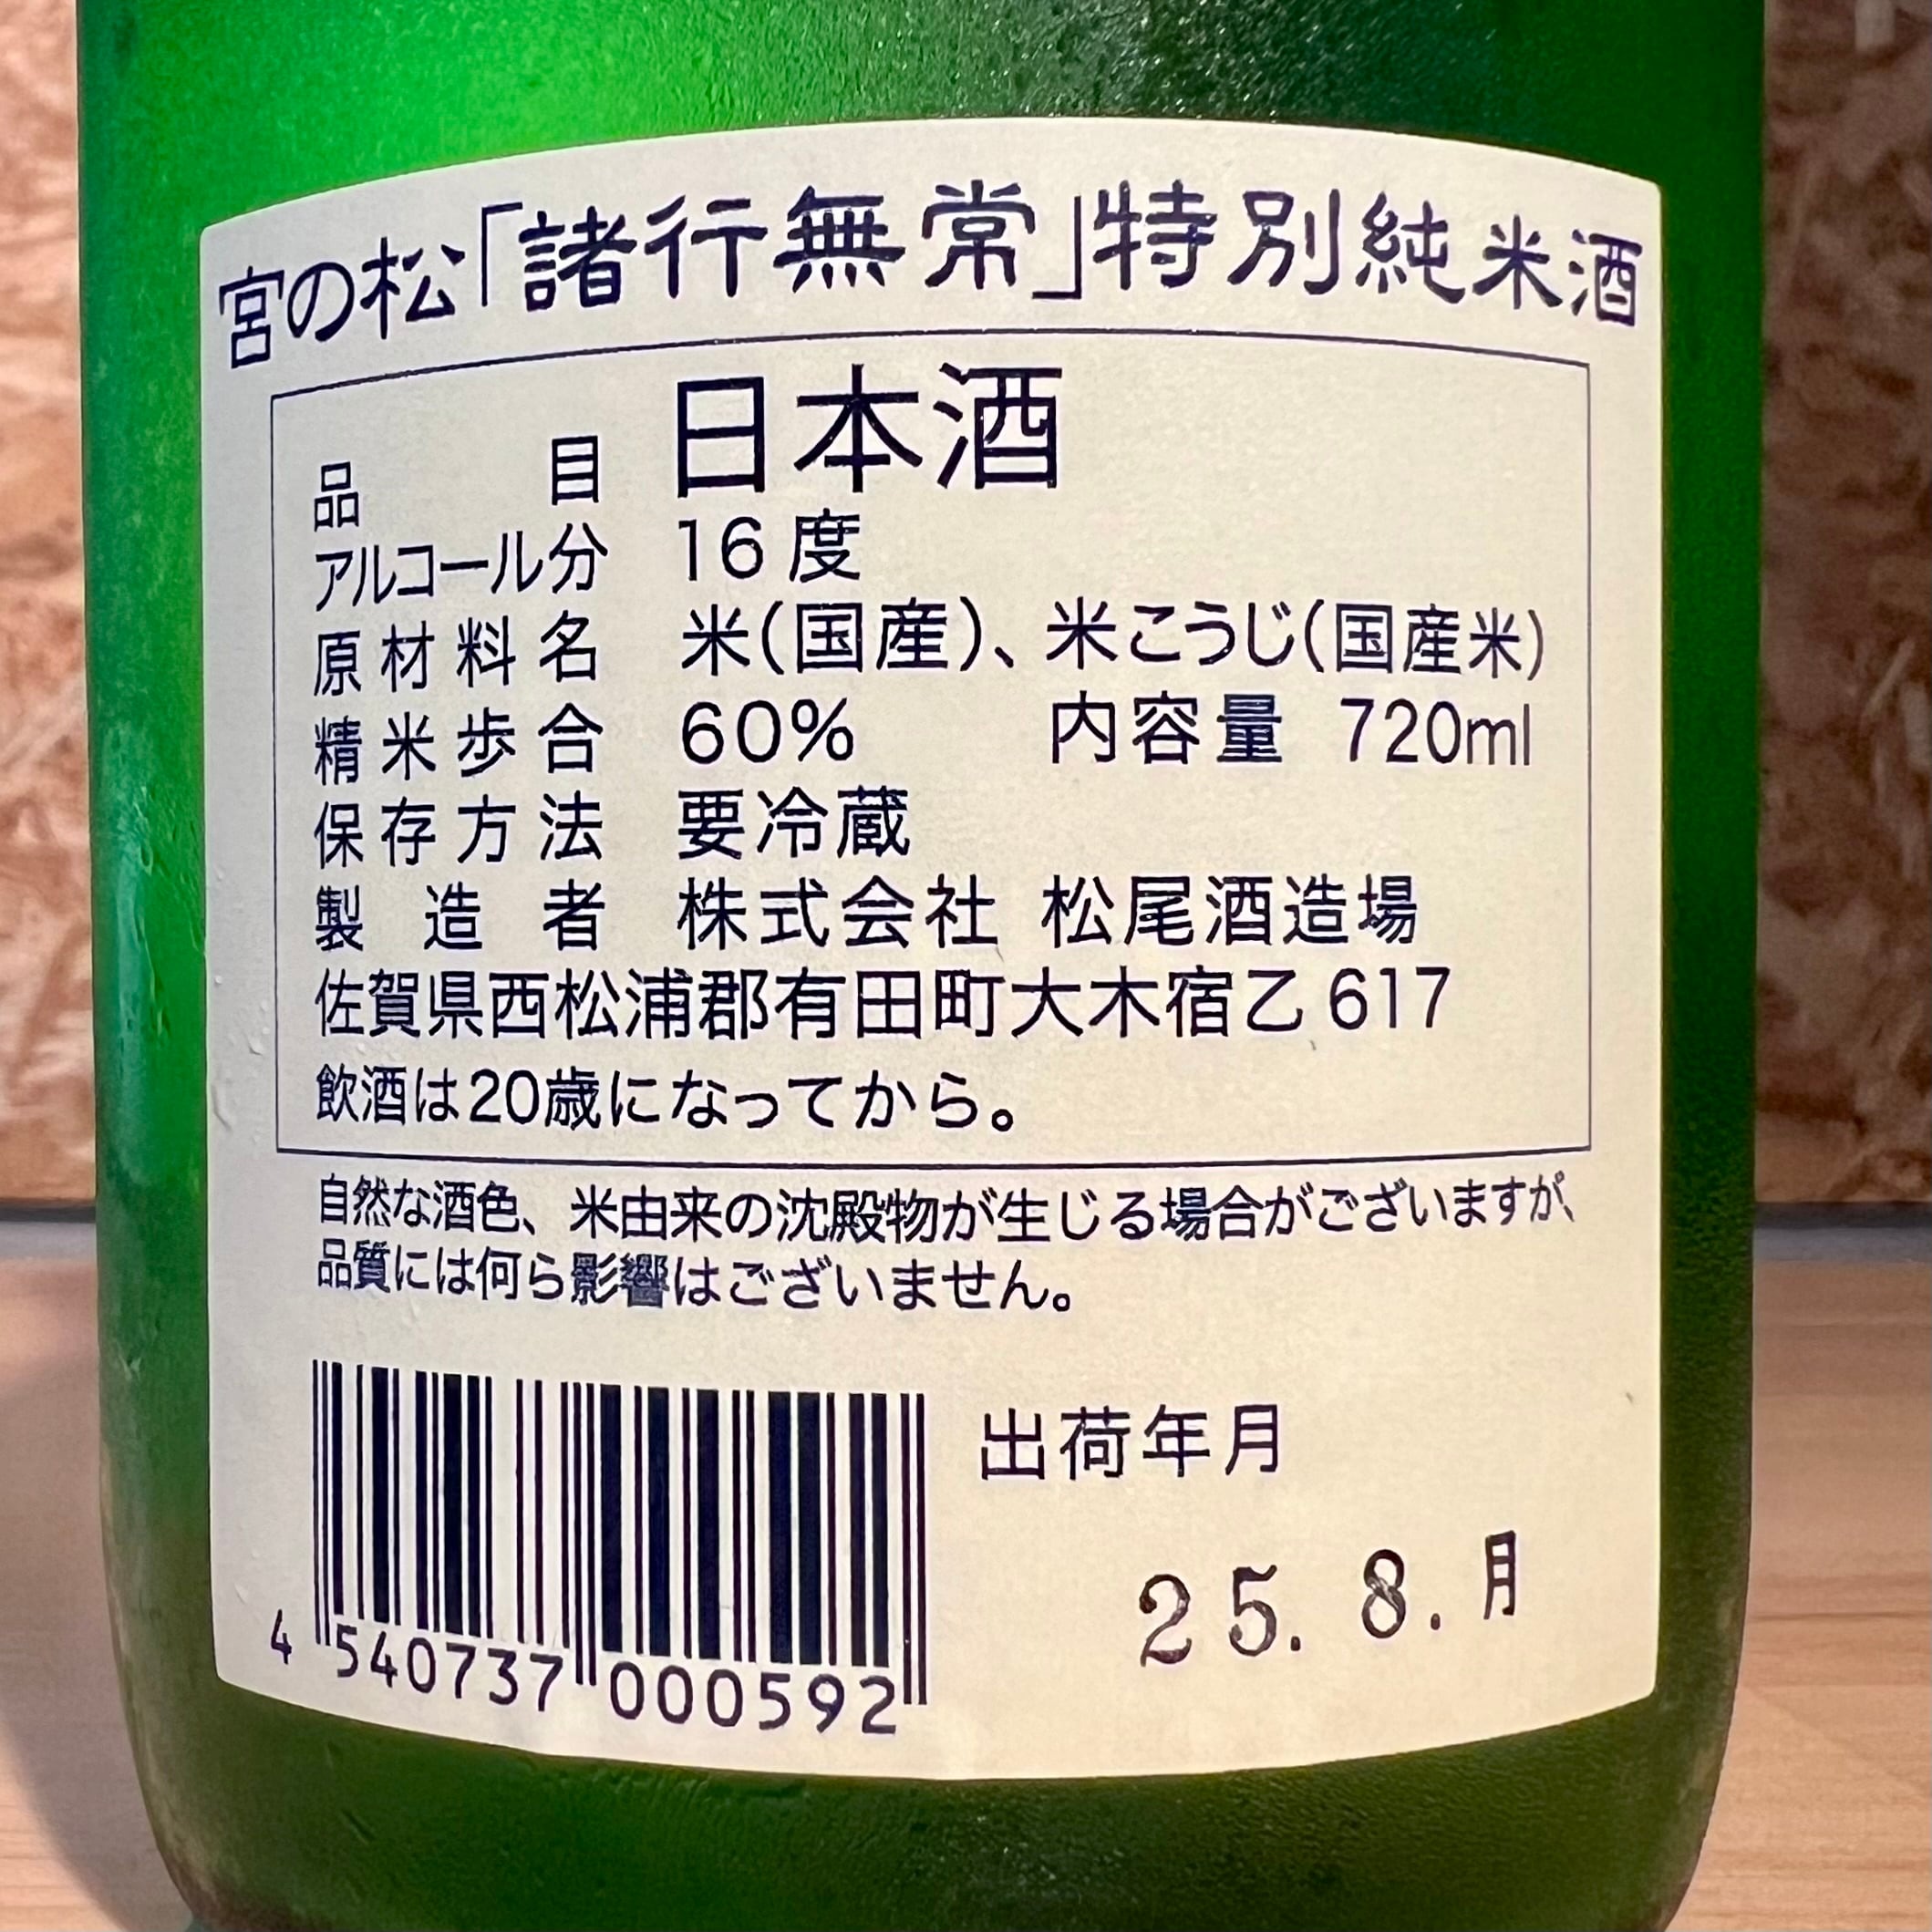 宮の松「諸行無常」特別純米酒
品目 日本酒
アルコール分 16度
原材料名 米(国産)、米こうじ(国産米)
精米歩合 60% 内容量 720ml
保存方法 要冷蔵
製造者 株式会社 松尾酒造場
佐賀県西松浦郡有田町大木宿乙617
飲酒は20歳になってから。
自然な酒色、米由来の沈殿物が生じる場合がございますが、
品質には何ら影響はございません。
出荷年月
25. 8. 月
4 540737 000592